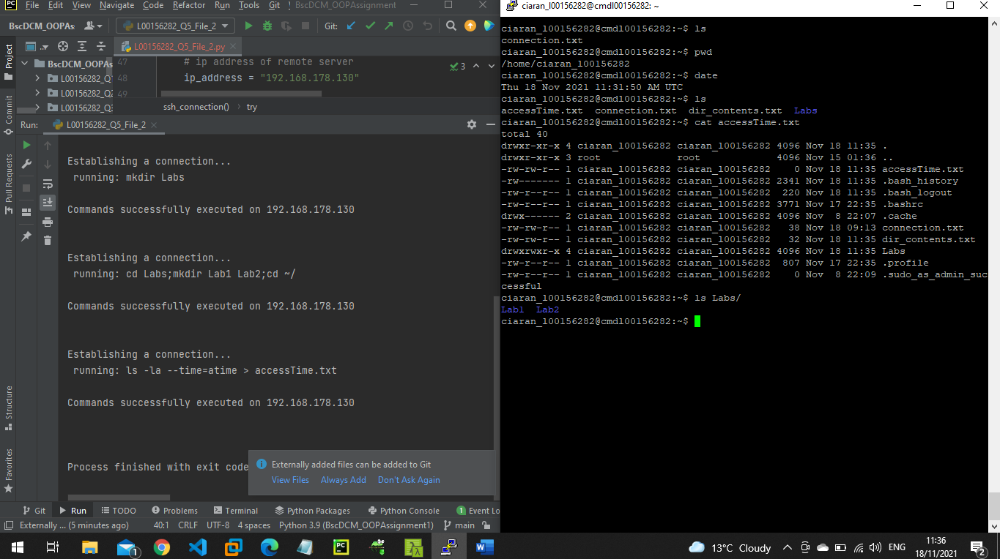 PC File Edit View Navigate Code Refactor Run Tools Git BscDCM_OOPAssignment
BscDCM_OOPAs L00156282_Q5_File_2 Git:
L00156282_Q5_File_2.py
Project
Commit
Pull Requests
Structure
Favorites
BscDCM_OOPAs
L00156282_Q
L00156282_Q2
L00156282_Q3
47 # ip address of remote server
48 ip_address = "192.168.178.130"
49
3
ssh_connection() try
Run: L00156282_Q5_File_2
Establishing a connection...
running: mkdir Labs
Commands successfully executed on 192.168.178.130
Establishing a connection...
running: cd Labs;mkdir Lab1 Lab2;cd ~/
Commands successfully executed on 192.168.178.130
Establishing a connection...
running: ls -la --time=atime > accessTime.txt
Commands successfully executed on 192.168.178.130
Process finished with exit code
Externally added files can be added to Git
View Files Always Add Don't Ask Again
Git Run TODO Problems Terminal Python Packages Python Console 1 Event Lo
Externally ... (5 minutes ago) 40:1 CRLF UTF-8 4 spaces Python 3.9 (BscDCM_OOPAssignment1) main
ciaran_l00156282@cmdl00156282: ~
ciaran_l00156282@cmdl00156282:~$ ls
connection.txt
ciaran_l00156282@cmdl00156282:~$ pwd
/home/ciaran_l00156282
ciaran_l00156282@cmdl00156282:~$ date
Thu 18 Nov 2021 11:31:50 AM UTC
ciaran_l00156282@cmdl00156282:~$ ls
accessTime.txt connection.txt dir_contents.txt Labs
ciaran_l00156282@cmdl00156282:~$ cat accessTime.txt
total 40
drwxr-xr-x 4 ciaran_l00156282 ciaran_l00156282 4096 Nov 18 11:35 .
drwxr-xr-x 3 root root 4096 Nov 15 01:36 ..
-rw-rw-r-- 1 ciaran_l00156282 ciaran_l00156282 0 Nov 18 11:35 accessTime.txt
-rw------- 1 ciaran_l00156282 ciaran_l00156282 2341 Nov 18 11:35 .bash_history
-rw-r--r-- 1 ciaran_l00156282 ciaran_l00156282 220 Nov 18 11:35 .bash_logout
-rw-r--r-- 1 ciaran_l00156282 ciaran_l00156282 3771 Nov 17 22:35 .bashrc
drwx------ 2 ciaran_l00156282 ciaran_l00156282 4096 Nov 8 22:07 .cache
-rw-rw-r-- 1 ciaran_l00156282 ciaran_l00156282 38 Nov 18 09:13 connection.txt
-rw-rw-r-- 1 ciaran_l00156282 ciaran_l00156282 32 Nov 18 11:35 dir_contents.txt
drwxrwxr-x 4 ciaran_l00156282 ciaran_l00156282 4096 Nov 18 11:35 Labs
-rw-r--r-- 1 ciaran_l00156282 ciaran_l00156282 807 Nov 17 22:35 .profile
-rw-r--r-- 1 ciaran_l00156282 ciaran_l00156282 0 Nov 8 22:09 .sudo_as_admin_suc
cessful
ciaran_l00156282@cmdl00156282:~$ ls Labs/
Lab1 Lab2
ciaran_l00156282@cmdl00156282:~$
1 PC W 13°C Cloudy ENG 11:36
18/11/2021 2